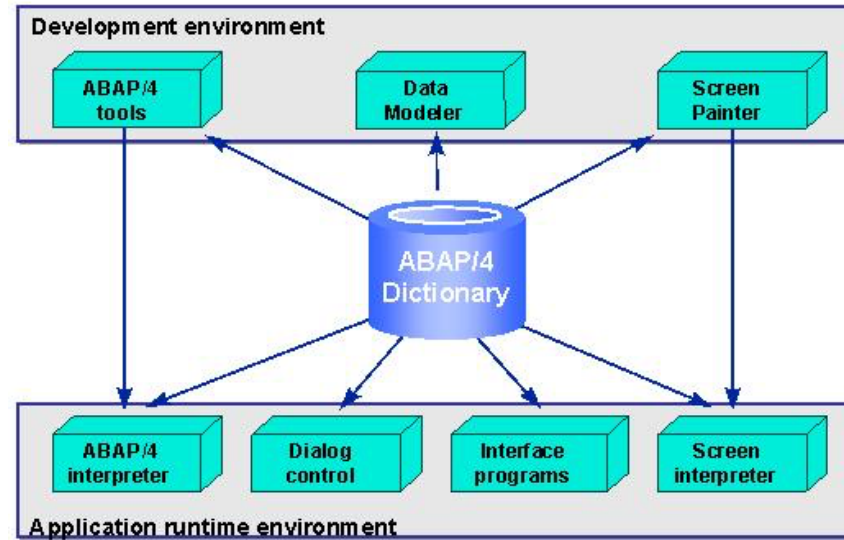 Development environment
ABAP/4
tools
Data
Modeler
Screen
Painter
ABAP/4
Dictionary
ABAP/4
interpreter
Dialog
control
Interface
programs
Screen
interpreter
Application runtime environment